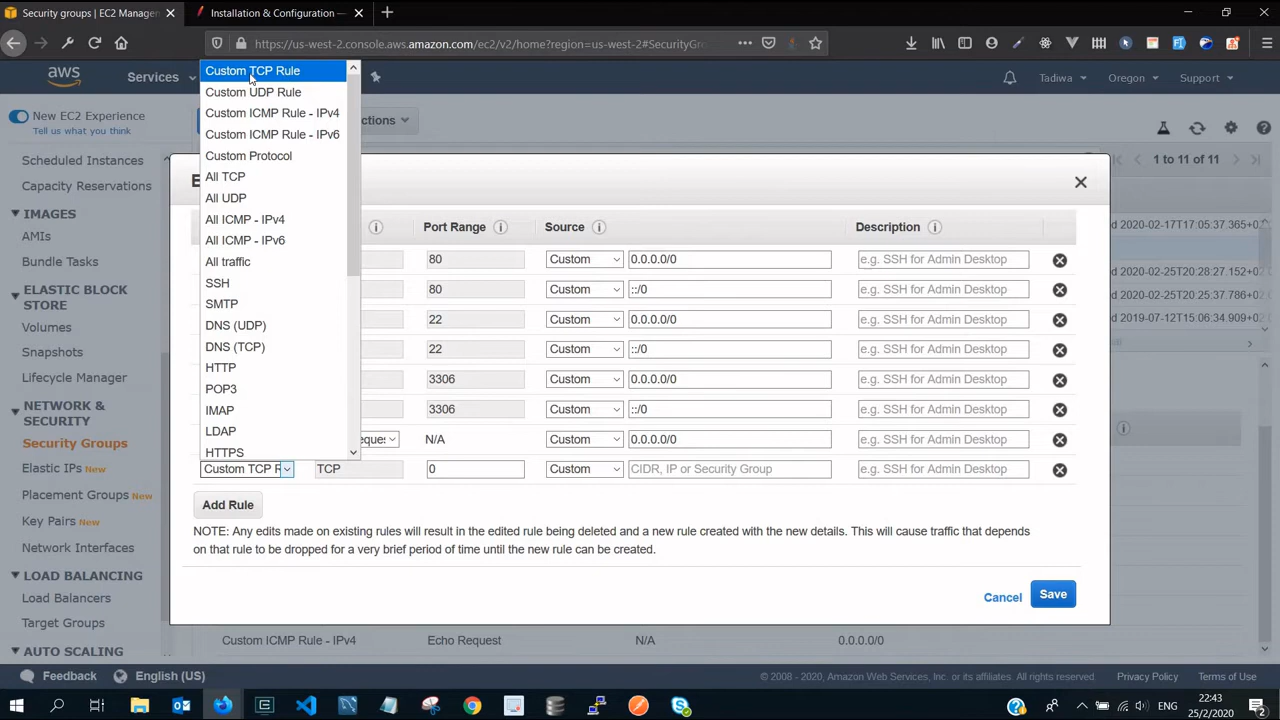 Security groups | EC2 Manage
Installation & Configuration —
https://us-west-2.console.aws.amazon.com/ec2/v2/home?region=us-west-2#SecurityGr
aws
Services
Tadiwa
Oregon
Support
New EC2 Experience
Tell us what you think
Scheduled Instances
Capacity Reservations
IMAGES
AMIs
Bundle Tasks
ELASTIC BLOCK
STORE
Volumes
Snapshots
Lifecycle Manager
NETWORK &
SECURITY
Security Groups
Elastic IPs New
Placement Groups New
Key Pairs New
Network Interfaces
LOAD BALANCING
Load Balancers
Target Groups
AUTO SCALING
Custom TCP Rule
Custom UDP Rule
Custom ICMP Rule - IPv4
Custom ICMP Rule - IPv6
Custom Protocol
All TCP
All UDP
All ICMP - IPv4
All ICMP - IPv6
All traffic
SSH
SMTP
DNS (UDP)
DNS (TCP)
HTTP
POP3
IMAP
LDAP
HTTPS
ctions
1 to 11 of 11
Port Range Source Description
80 Custom 0.0.0.0/0 e.g. SSH for Admin Desktop
80 Custom ::/0 e.g. SSH for Admin Desktop
22 Custom 0.0.0.0/0 e.g. SSH for Admin Desktop
22 Custom ::/0 e.g. SSH for Admin Desktop
3306 Custom 0.0.0.0/0 e.g. SSH for Admin Desktop
3306 Custom ::/0 e.g. SSH for Admin Desktop
N/A Custom 0.0.0.0/0 e.g. SSH for Admin Desktop
Custom TCP R TCP 0 Custom CIDR, IP or Security Group e.g. SSH for Admin Desktop
Add Rule
NOTE: Any edits made on existing rules will result in the edited rule being deleted and a new rule created with the new details. This will cause traffic that depends
on that rule to be dropped for a very brief period of time until the new rule can be created.
Cancel
Save
d 2020-02-17T17:05:37.365+0
d 2020-02-25T20:28:27.152+0
d 2020-02-25T20:25:37.786+0
d 2019-07-12T15:06:34.909+0
Custom ICMP Rule - IPv4 Echo Request N/A 0.0.0.0/0
Feedback
English (US)
© 2008 - 2020, Amazon Web Services, Inc. or its affiliates. All rights reserved.
Privacy Policy
Terms of Use
ENG
22:43
25/2/2020